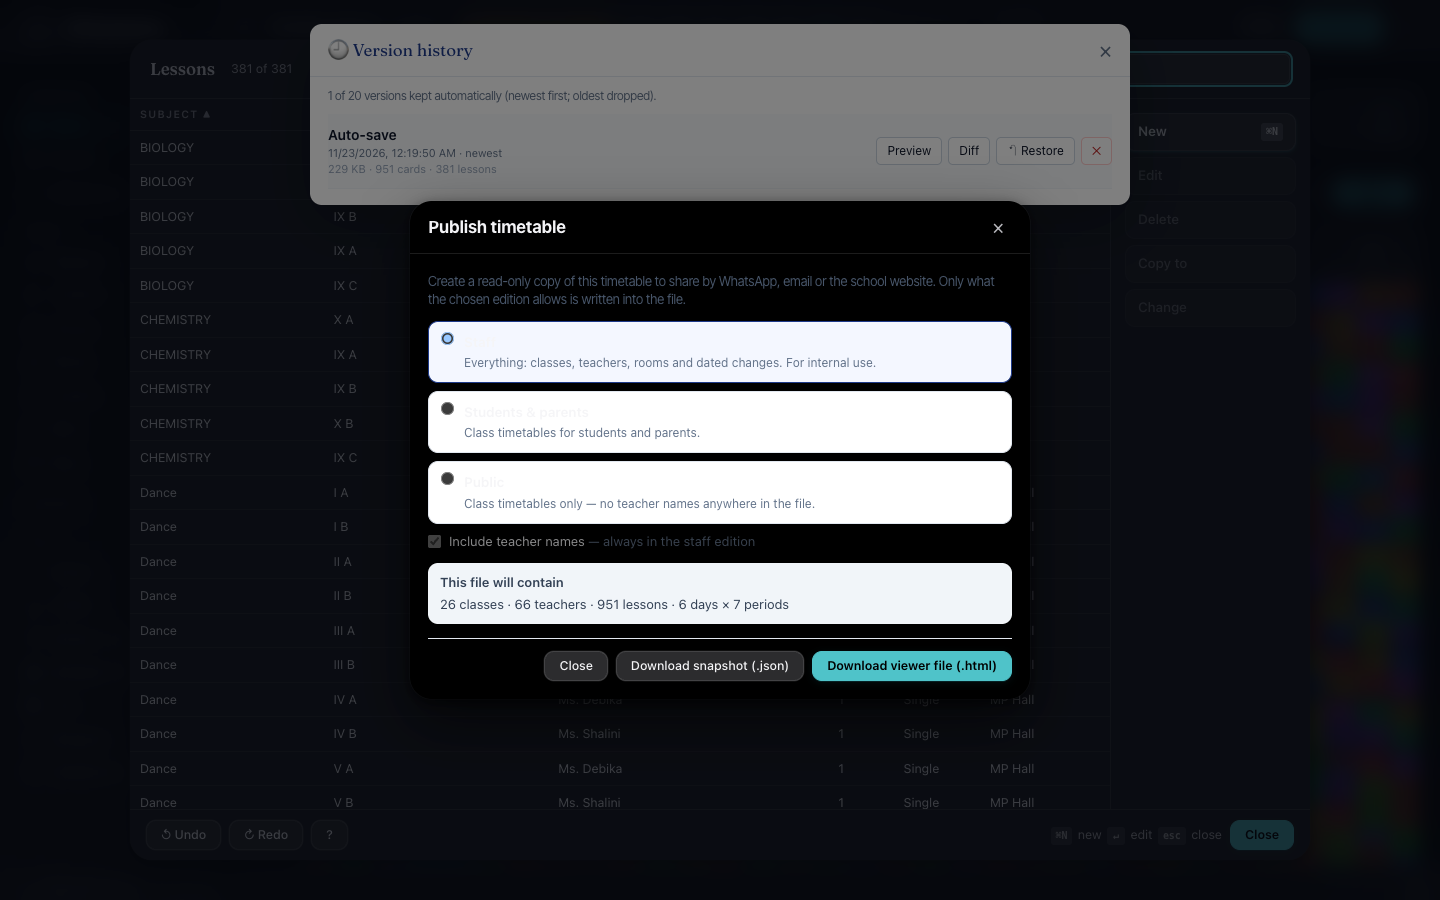 Lessons 381 of 381
SUBJECT ▲
BIOLOGY
BIOLOGY
BIOLOGY IX B
BIOLOGY IX A
BIOLOGY IX C
CHEMISTRY X A
CHEMISTRY IX A
CHEMISTRY IX B
CHEMISTRY X B
CHEMISTRY IX C
Dance I A
Dance I B
Dance II A
Dance II B
Dance III A
Dance III B
Dance IV A Ms. Debika 1 Single MP Hall
Dance IV B Ms. Shalini 1 Single MP Hall
Dance V A Ms. Debika 1 Single MP Hall
Dance V B Ms. Shalini 1 Single MP Hall
New ⌘N
Edit
Delete
Copy to
Change
↺ Undo ↻ Redo ?
⌘N new ↵ edit esc close Close
🕘 Version history ×
1 of 20 versions kept automatically (newest first; oldest dropped).
Auto-save
11/23/2026, 12:19:50 AM · newest
229 KB · 951 cards · 381 lessons
Preview Diff Restore ✕
Publish timetable ×
Create a read-only copy of this timetable to share by WhatsApp, email or the school website. Only what
the chosen edition allows is written into the file.
Everything: classes, teachers, rooms and dated changes. For internal use.
Students & parents
Class timetables for students and parents.
Public
Class timetables only — no teacher names anywhere in the file.
Include teacher names — always in the staff edition
This file will contain
26 classes · 66 teachers · 951 lessons · 6 days × 7 periods
Close Download snapshot (.json) Download viewer file (.html)